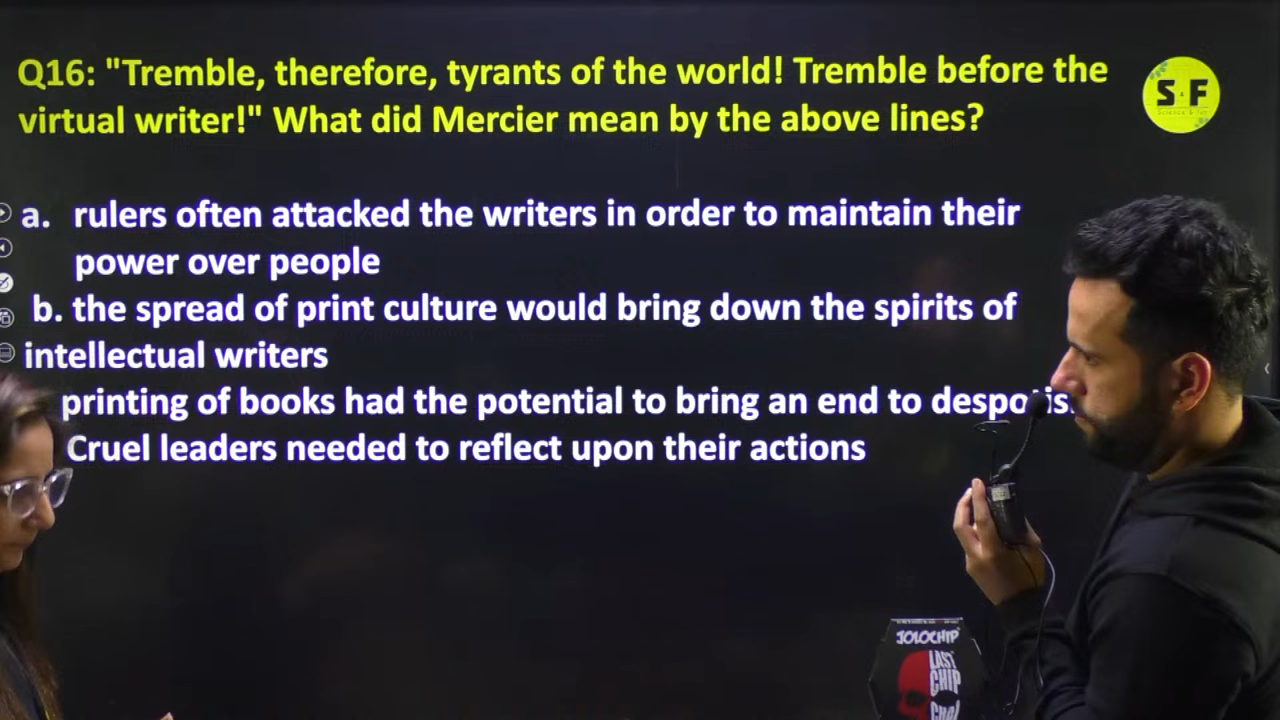 Q16: "Tremble, therefore, tyrants of the world! Tremble before the
virtual writer!" What did Mercier mean by the above lines?
S F
a. rulers often attacked the writers in order to maintain their
power over people
b. the spread of print culture would bring down the spirits of
intellectual writers
printing of books had the potential to bring an end to
Cruel leaders needed to reflect upon their actions
JOLOCHIP
LAST
CHIP